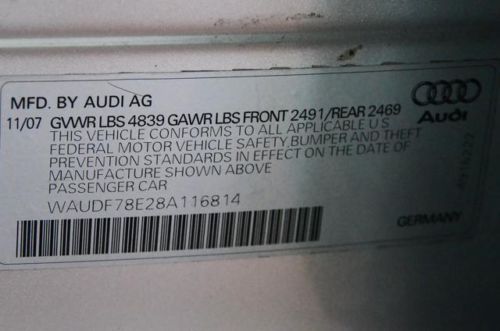 MFD. BY AUDI AG
11/07 GVWR LBS 4839 GAWR LBS FRONT 2491/REAR 2469
THIS VEHICLE CONFORMS TO ALL APPLICABLE U.S.
FEDERAL MOTOR VEHICLE SAFETY, BUMPER AND THEFT
PREVENTION STANDARDS IN EFFECT ON THE DATE OF
MANUFACTURE SHOWN ABOVE
PASSENGER CAR
WAUDF78E28A116814
Audi
GERMANY